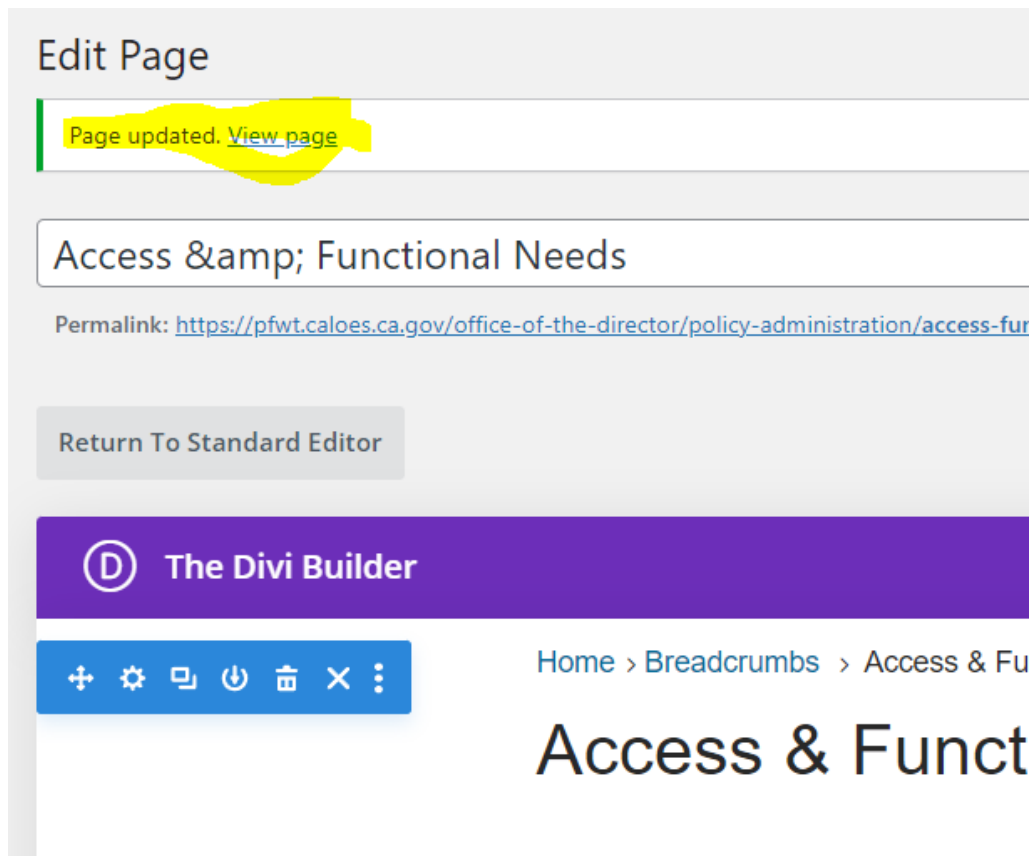 Edit Page
Page updated. View page
Access &amp; Functional Needs
Permalink: https://pfwt.caloes.ca.gov/office-of-the-director/policy-administration/access-fu
Return To Standard Editor
D The Divi Builder
Home > Breadcrumbs > Access & Fu
Access & Funct